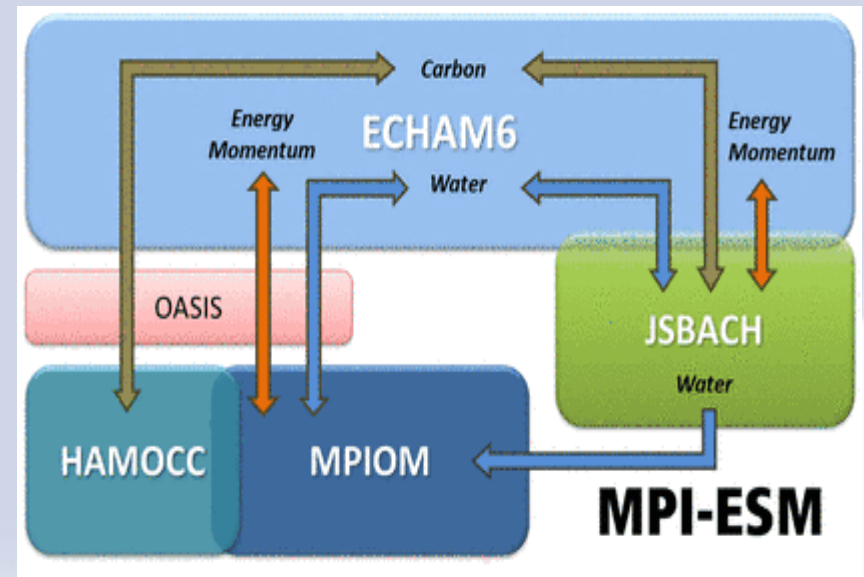 Carbon
Energy
Momentum
ECHAM6
Energy
Momentum
Water
OASIS
JSBACH
Water
HAMOCC
MPIOM
MPI-ESM